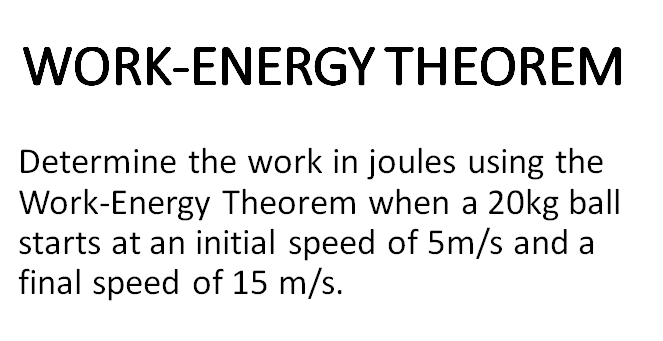 WORK-ENERGY THEOREM
Determine the work in joules using the
Work-Energy Theorem when a 20kg ball
starts at an initial speed of 5m/s and a
final speed of 15 m/s.